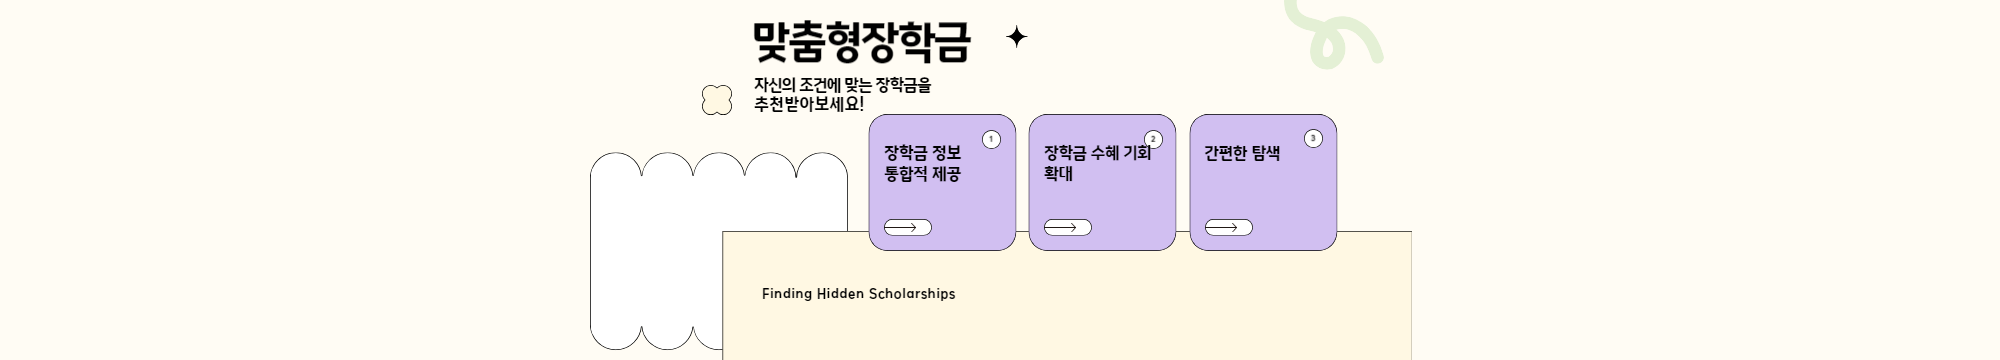 맞춤형장학금
자신의 조건에 맞는 장학금을
추천받아보세요!
1
장학금 정보
통합적 제공
2
장학금 수혜 기회
확대
3
간편한 탐색
Finding Hidden Scholarships